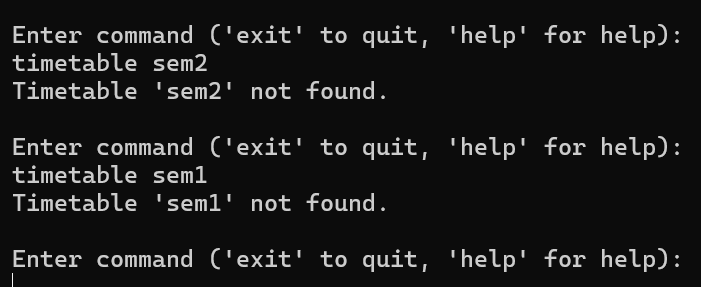 Enter command ('exit' to quit, 'help' for help):
timetable sem2
Timetable 'sem2' not found.
Enter command ('exit' to quit, 'help' for help):
timetable sem1
Timetable 'sem1' not found.
Enter command ('exit' to quit, 'help' for help):